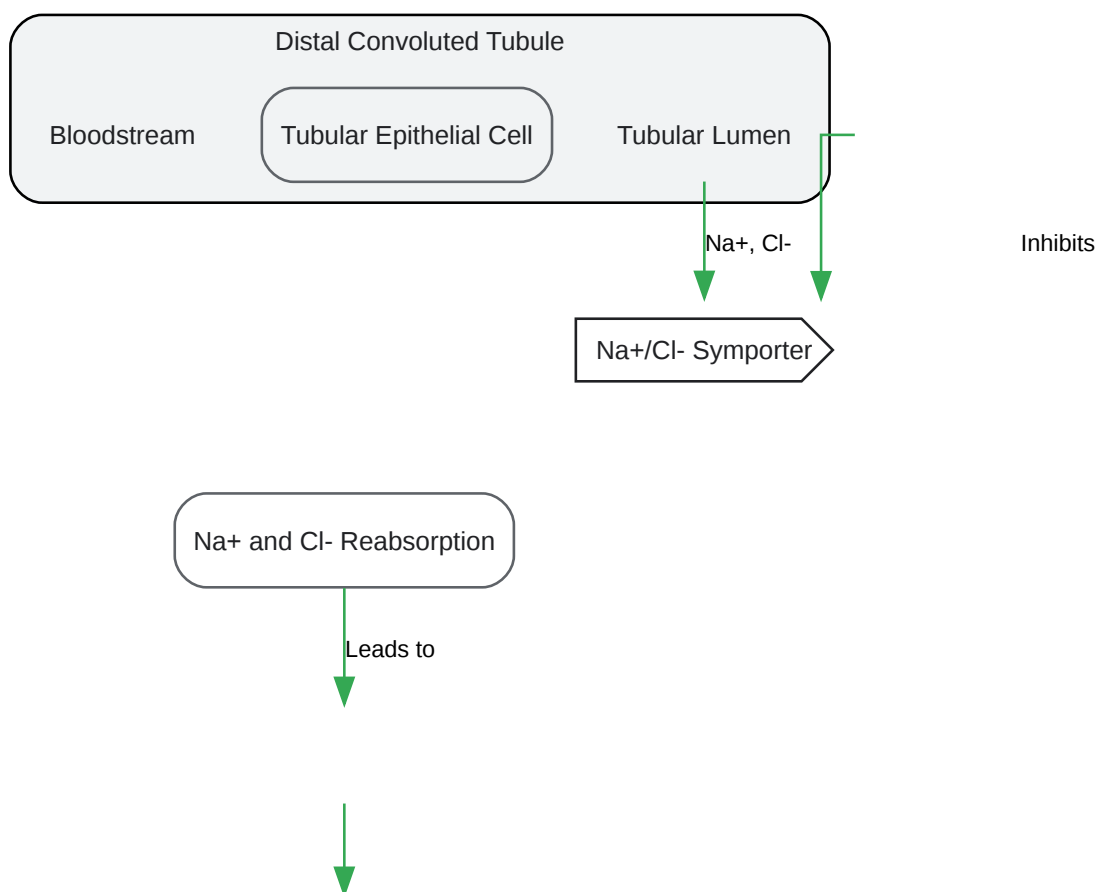 Distal Convoluted Tubule
Bloodstream
Tubular Epithelial Cell
Tubular Lumen
Na+, Cl-
Inhibits
Na+/Cl- Symporter
Na+ and Cl- Reabsorption
Leads to